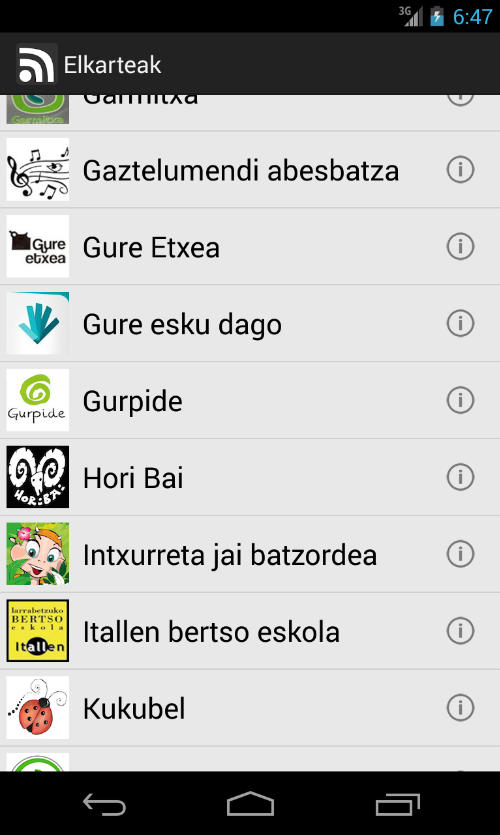 3G
6:47
Elkarteak
Garmitxa
Garmitxa
Gaztelumendi abesbatza
Gure
etxea
Gure Etxea
Gure esku dago
Gurpide
Gurpide
HORI BAI
Hori Bai
Intxurreta jai batzordea
larrabetzuko
BERTSO
eskola
Itallen
Itallen bertso eskola
Kukubel